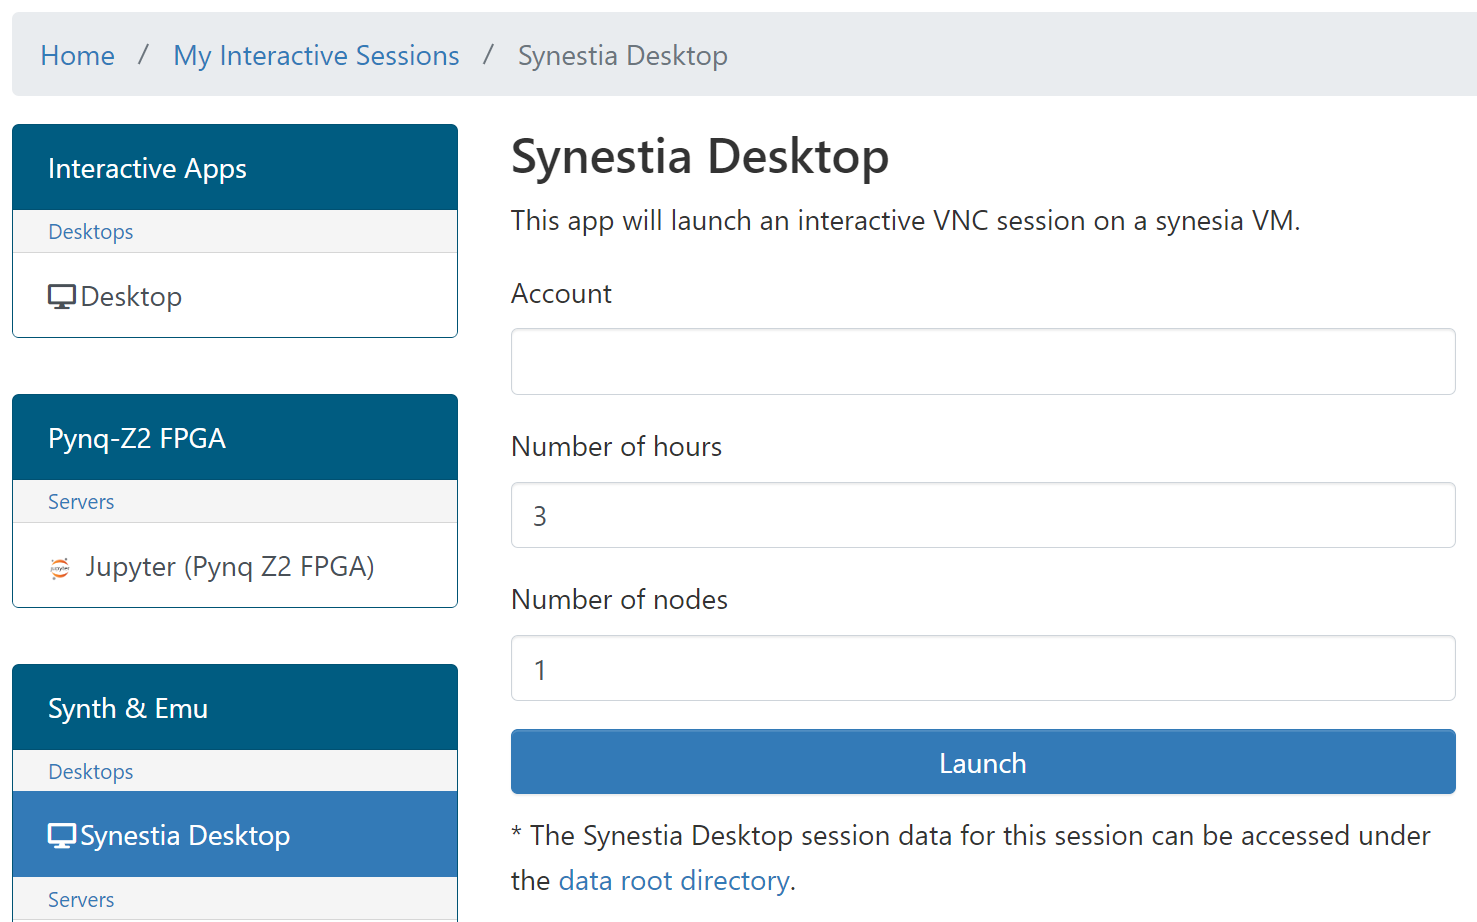 Home / My Interactive Sessions / Synestia Desktop
Interactive Apps
Desktops
Desktop
Pynq-Z2 FPGA
Servers
Jupyter (Pynq Z2 FPGA)
Synth & Emu
Desktops
Synestia Desktop
Servers
Synestia Desktop
This app will launch an interactive VNC session on a synesia VM.
Account
Number of hours
3
Number of nodes
1
Launch
* The Synestia Desktop session data for this session can be accessed under
the data root directory.